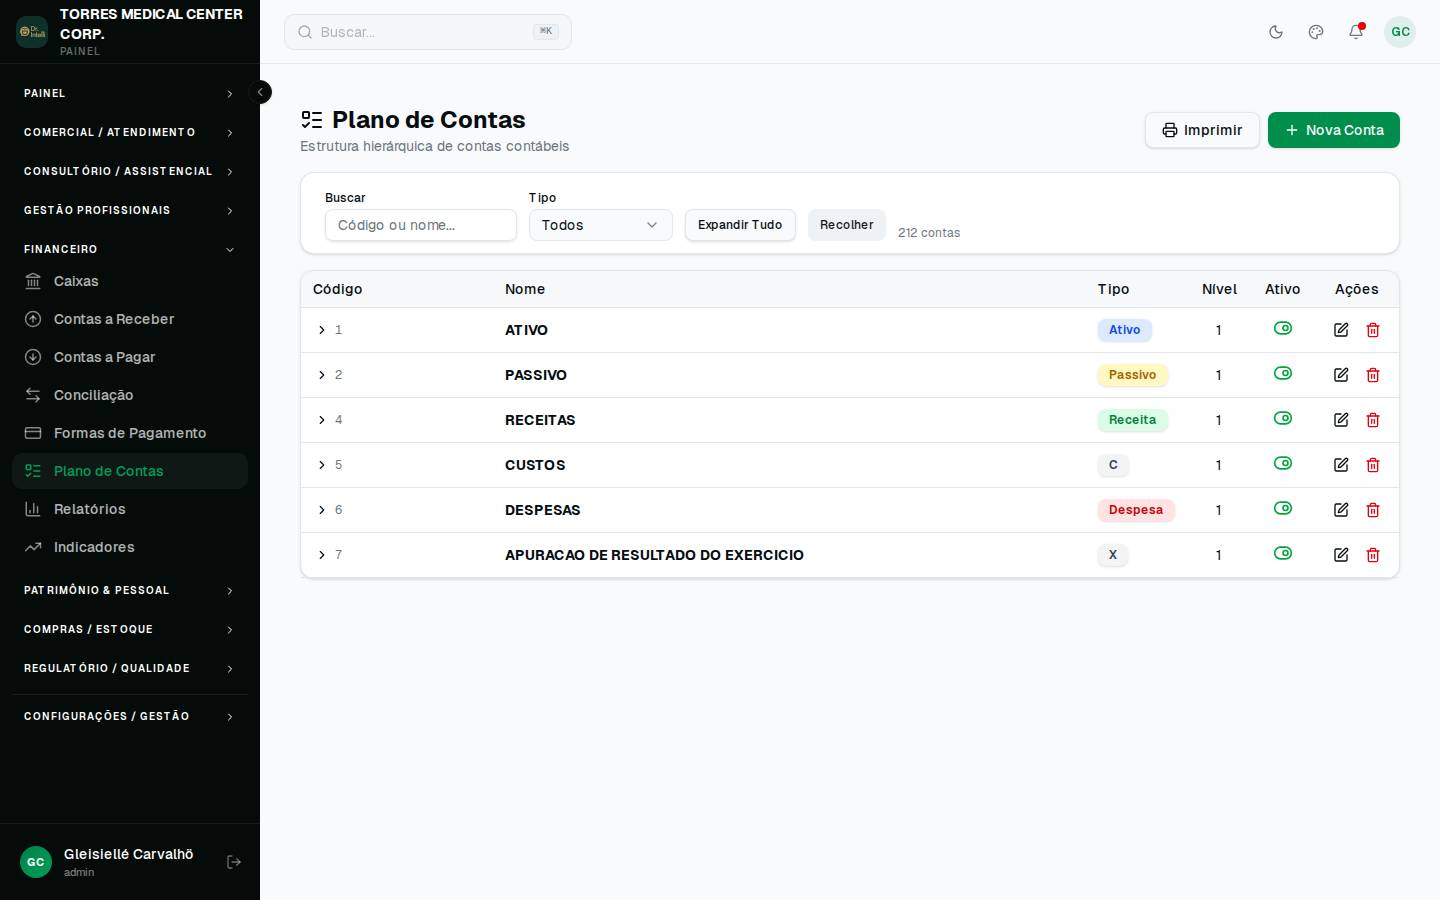 TORRES MEDICAL CENTER
CORP.
PAINEL
Buscar...
⌘K
GC
PAINEL
COMERCIAL / ATENDIMENTO
CONSULTÓRIO / ASSISTENCIAL
GESTÃO PROFISSIONAIS
FINANCEIRO
Caixas
Contas a Receber
Contas a Pagar
Conciliação
Formas de Pagamento
Plano de Contas
Relatórios
Indicadores
PATRIMÔNIO & PESSOAL
COMPRAS / ESTOQUE
REGULATÓRIO / QUALIDADE
CONFIGURAÇÕES / GESTÃO
GC
Gleisiellé Carvalhö
admin
Plano de Contas
Estrutura hierárquica de contas contábeis
Imprimir
Nova Conta
Buscar
Tipo
Código ou nome...
Todos
Expandir Tudo
Recolher
212 contas
Código Nome Tipo Nível Ativo Ações
1 ATIVO Ativo 1
2 PASSIVO Passivo 1
4 RECEITAS Receita 1
5 CUSTOS C 1
6 DESPESAS Despesa 1
7 APURACAO DE RESULTADO DO EXERCICIO X 1